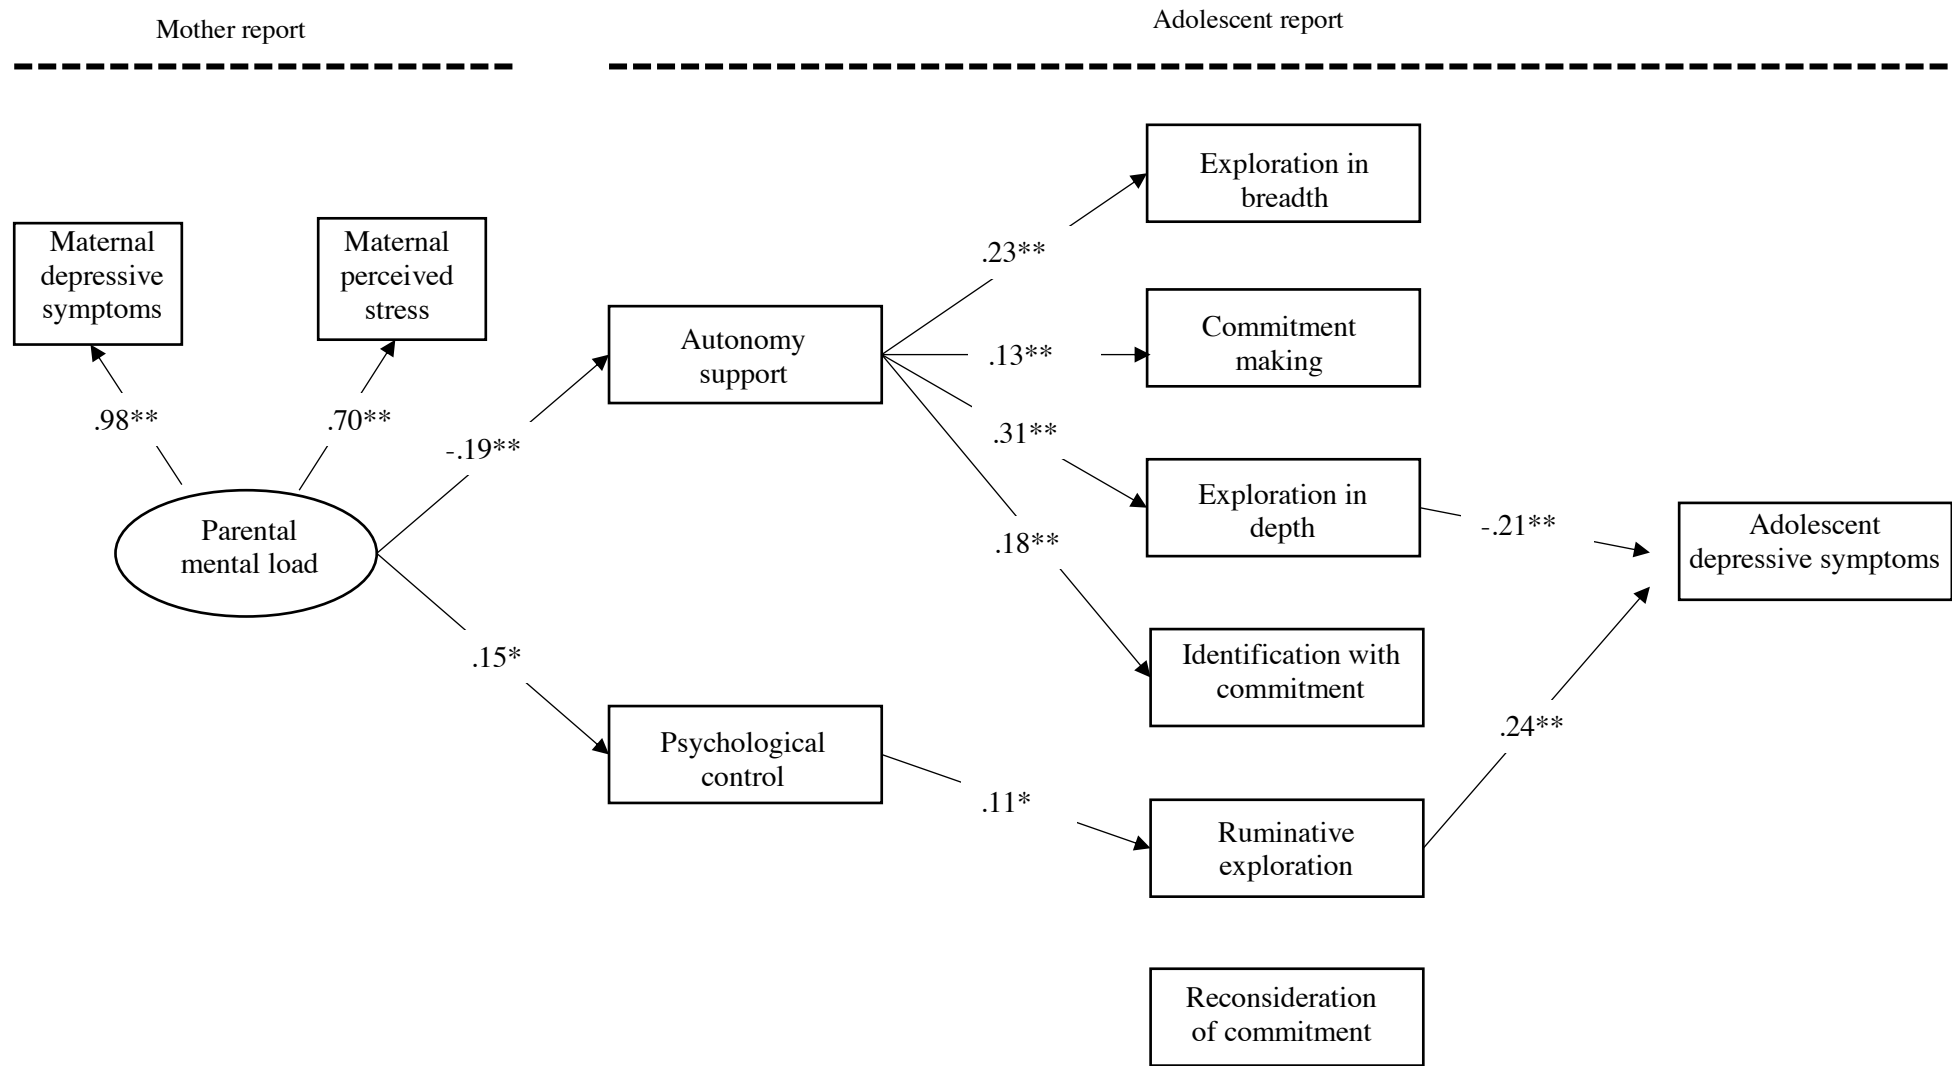 Mother report
Adolescent report
Exploration in
breadth
Maternal
depressive
symptoms
Maternal
perceived
stress
.23**
Commitment
making
Autonomy
support
.13**
.98**
.70**
-.19**
.31**
Exploration in
depth
-.21**
Adolescent
depressive symptoms
Parental
mental load
.18**
.15*
Identification with
commitment
Psychological
control
.24**
.11*
Ruminative
exploration
Reconsideration
of commitment